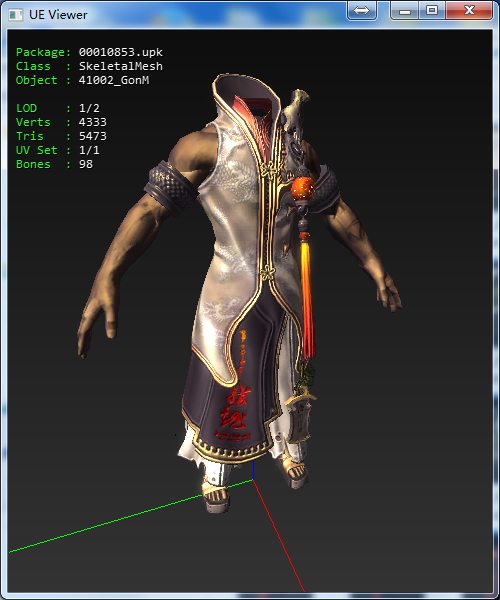 UE Viewer
Package: 00010853.upk
Class : SkeletalMesh
Object : 41002_GonM
LOD : 1/2
Verts : 4333
Tris : 5473
UV Set : 1/1
Bones : 98